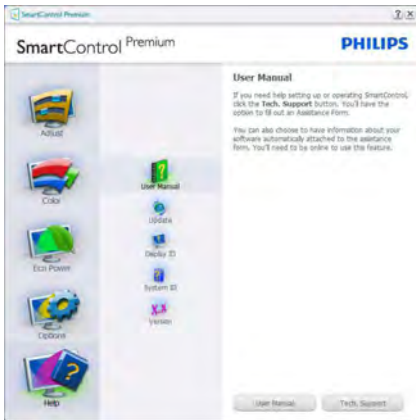 SmartControl Premium
? x
SmartControl Premium
PHILIPS
Adjust
Color
Eco Power
Options
Help
User Manual
Update
Display ID
System ID
Version
User Manual
If you need help setting up or operating SmartControl,
click the Tech. Support button. You'll have the
option to fill out an Assistance Form.
You can also choose to have information about your
software automatically attached to the assistance
form. You'll need to be online to use the feature.
User Manual
Tech. Support